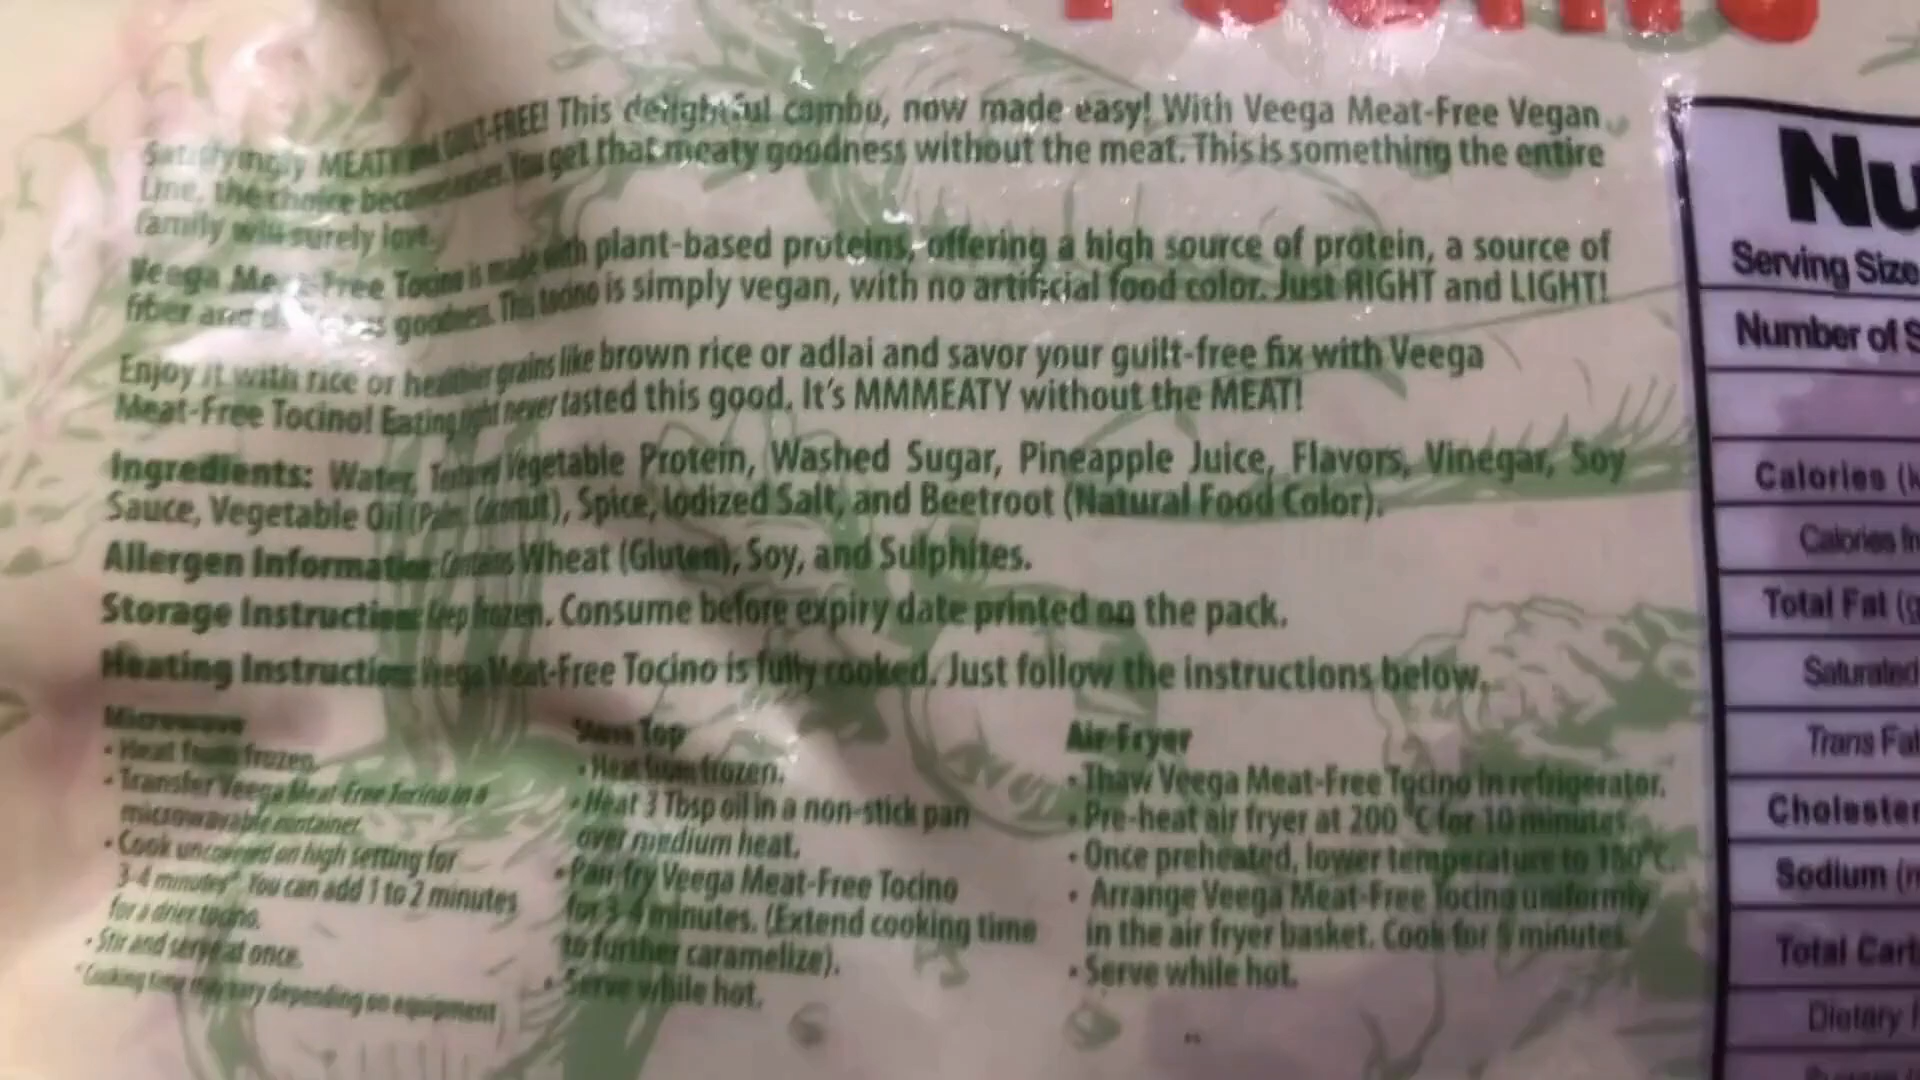 TOCINO
Satisfyingly MEATY and GUILT-FREE! This delightful combo, now made easy! With Veega Meat-Free Vegan
Line, the choice becomes easier. You get that meaty goodness without the meat. This is something the entire
family will surely love.
Veega Meat-Free Tocino is made with plant-based proteins, offering a high source of protein, a source of
fiber and goodness. This tocino is simply vegan, with no artificial food color. Just RIGHT and LIGHT!
Enjoy it with rice or healthier grains like brown rice or adlai and savor your guilt-free fix with Veega
Meat-Free Tocino! Eating right never tasted this good. It's MMMEATY without the MEAT!
Ingredients: Water, Textured Vegetable Protein, Washed Sugar, Pineapple Juice, Flavors, Vinegar, Soy
Sauce, Vegetable Oil (Palm, Coconut), Spice, Iodized Salt, and Beetroot (Natural Food Color).
Allergen Information: Contains Wheat (Gluten), Soy, and Sulphites.
Storage Instructions: Keep frozen. Consume before expiry date printed on the pack.
Heating Instructions: Veega Meat-Free Tocino is fully cooked. Just follow the instructions below.
Microwave
• Heat from frozen.
• Transfer Veega Meat-Free Tocino in a
microwavable container.
• Cook uncovered on high setting for
3-4 minutes*. You can add 1 to 2 minutes
for a drier tocino.
• Stir and serve at once.
*Cooking time may vary depending on equipment
Stove Top
• Heat from frozen.
• Heat 3 Tbsp oil in a non-stick pan
over medium heat.
• Pan-fry Veega Meat-Free Tocino
for 3-4 minutes. (Extend cooking time
to further caramelize).
• Serve while hot.
Air Fryer
• Thaw Veega Meat-Free Tocino in refrigerator.
• Pre-heat air fryer at 200 °C for 10 minutes.
• Once preheated, lower temperature to 180°C.
• Arrange Veega Meat-Free Tocino uniformly
in the air fryer basket. Cook for minutes.
• Serve while hot.
Nu
Serving Size
Number of S
Calories (k
Calories fr
Total Fat (g
Saturated
Trans Fat
Cholester
Sodium (m
Total Carb
Dietary